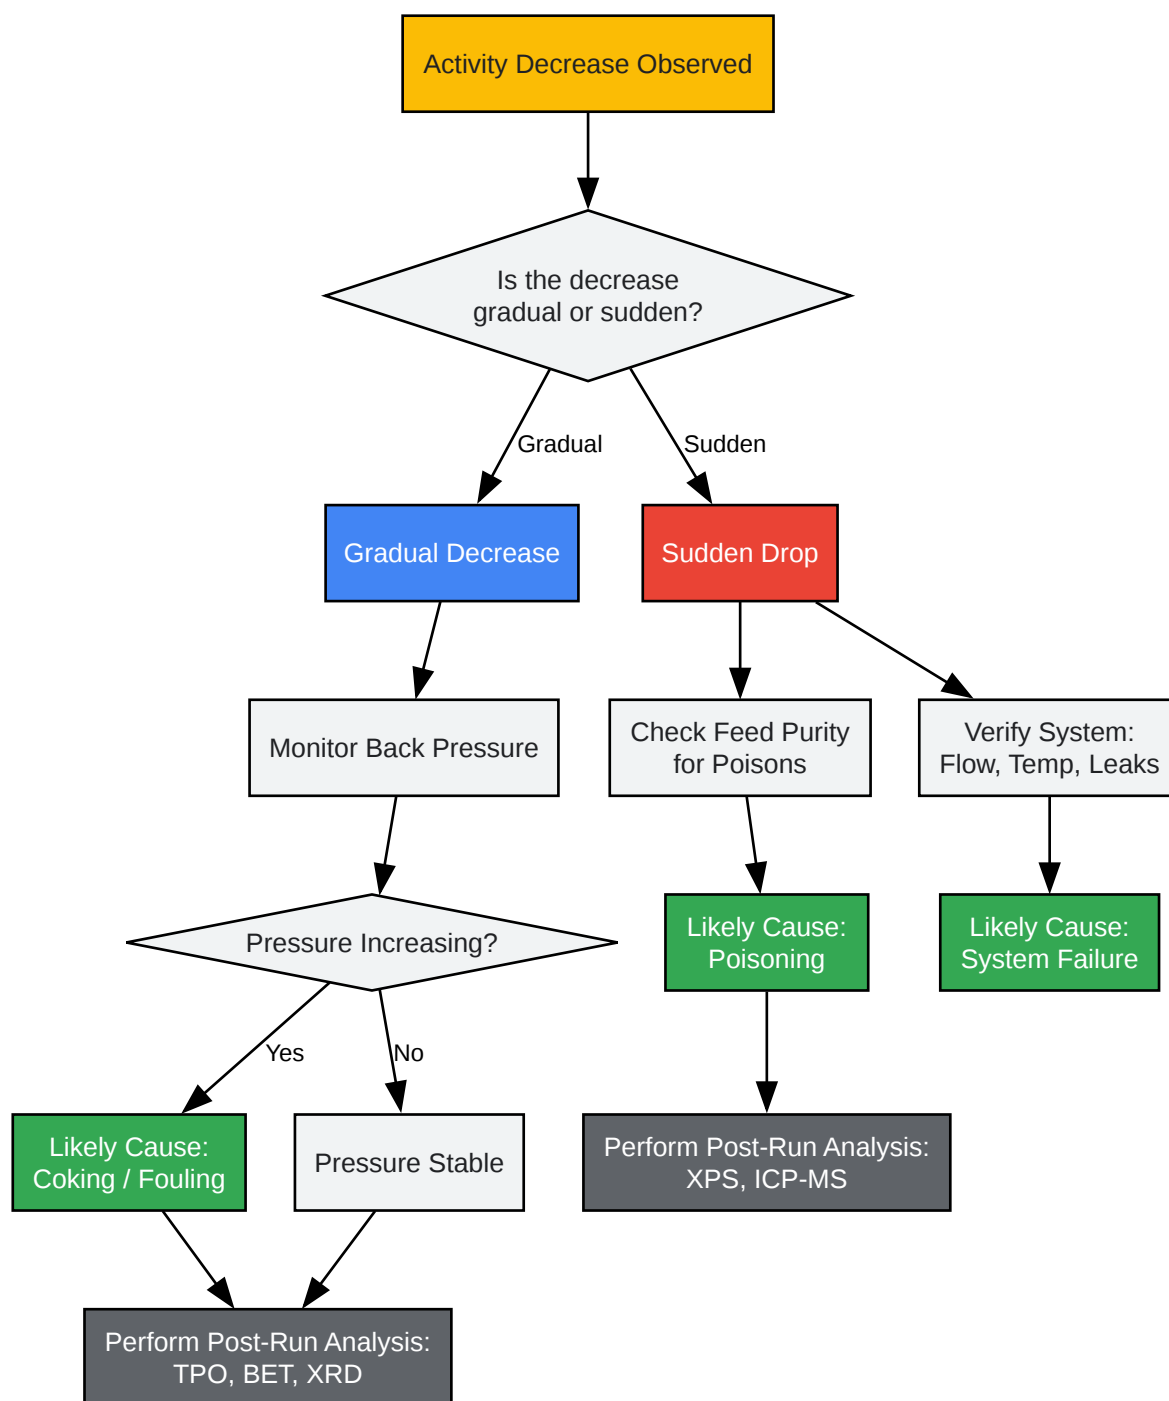 Activity Decrease Observed
Is the decrease
gradual or sudden?
Gradual
Sudden
Gradual Decrease
Sudden Drop
Monitor Back Pressure
Check Feed Purity
for Poisons
Verify System:
Flow, Temp, Leaks
Pressure Increasing?
Likely Cause:
Poisoning
Likely Cause:
System Failure
Yes
No
Likely Cause:
Coking / Fouling
Pressure Stable
Perform Post-Run Analysis:
XPS, ICP-MS
Perform Post-Run Analysis:
TPO, BET, XRD